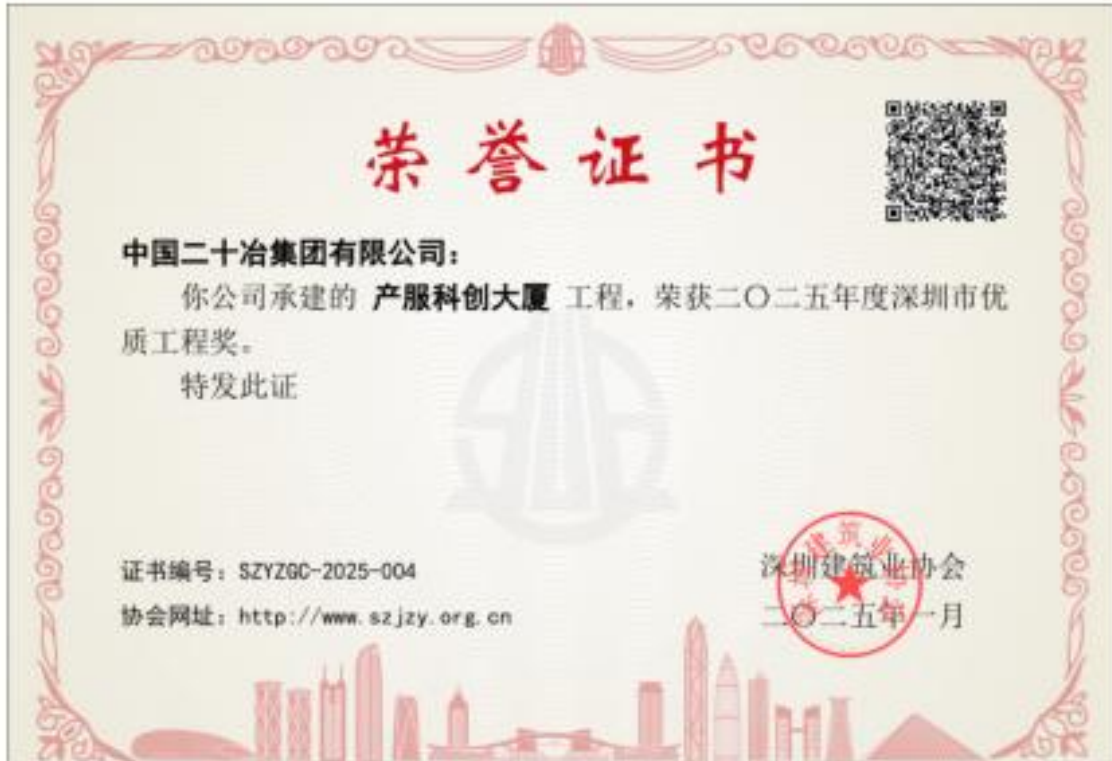 荣誉证书
中国二十冶集团有限公司：
你公司承建的 产服科创大厦 工程，荣获二〇二五年度深圳市优
质工程奖。
特发此证
证书编号：SZYZGC-2025-004
深圳建筑业协会
协会网址：http://www.szjzy.org.cn
二〇二五年一月